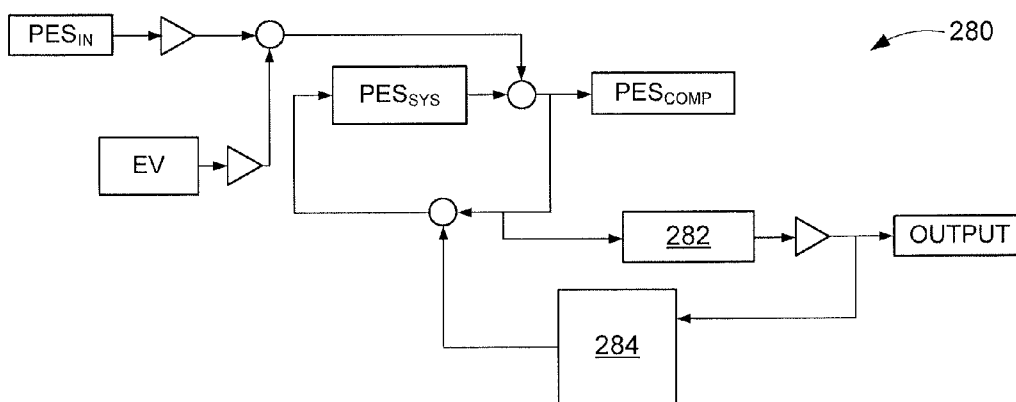 PES_IN
280
PES_SYS
PES_COMP
EV
282
OUTPUT
284